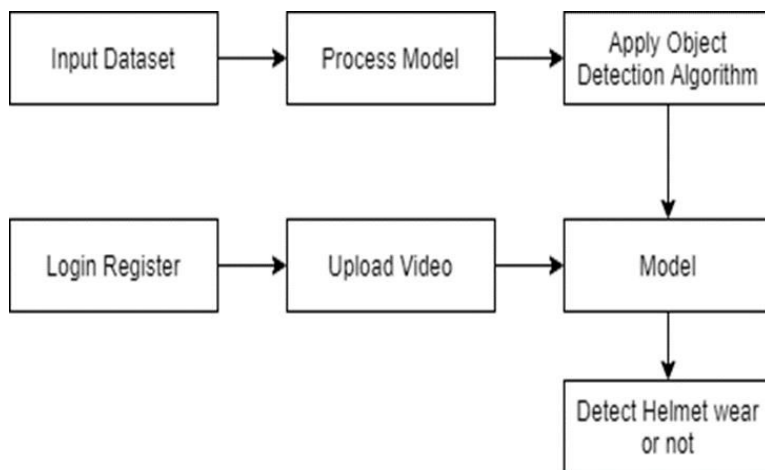 Input Dataset
Process Model
Apply Object
Detection Algorithm
Login Register
Upload Video
Model
Detect Helmet wear
or not